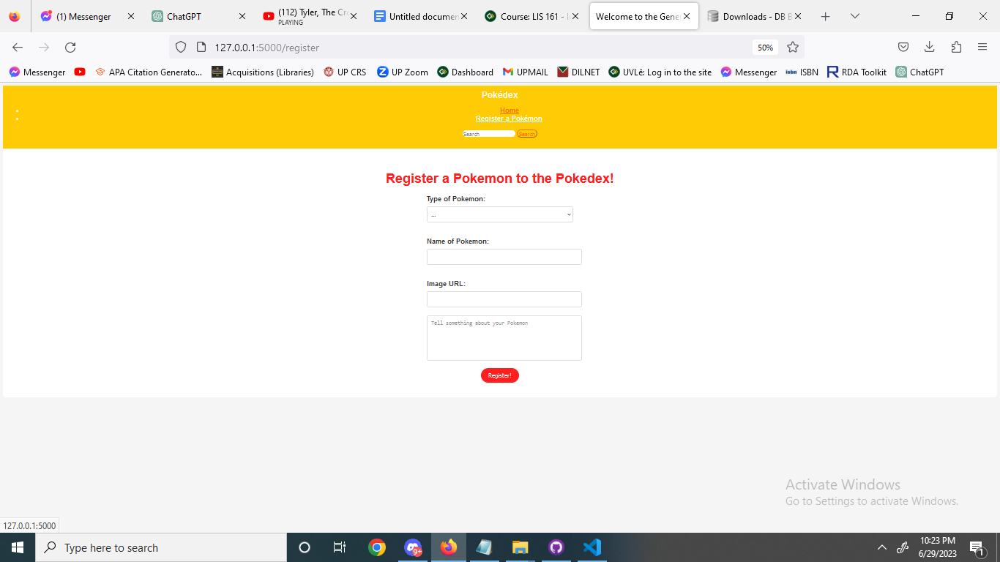 (1) Messenger
ChatGPT
(112) Tyler, The Cr
PLAYING
Untitled documen
Course: LIS 161 - I
Welcome to the Gene
Downloads - DB B
127.0.0.1:5000/register
50%
Messenger
APA Citation Generato...
Acquisitions (Libraries)
UP CRS
UP Zoom
Dashboard
UPMAIL
DILNET
UVLê: Log in to the site
Messenger
isbn ISBN
RDA Toolkit
ChatGPT
Pokédex
Home
Register a Pokémon
Search Search
Register a Pokemon to the Pokedex!
Type of Pokemon:
...
Name of Pokemon:
Image URL:
Tell something about your Pokemon
Register!
Activate Windows
Go to Settings to activate Windows.
127.0.0.1:5000
Type here to search
9+
10:23 PM
6/29/2023
1